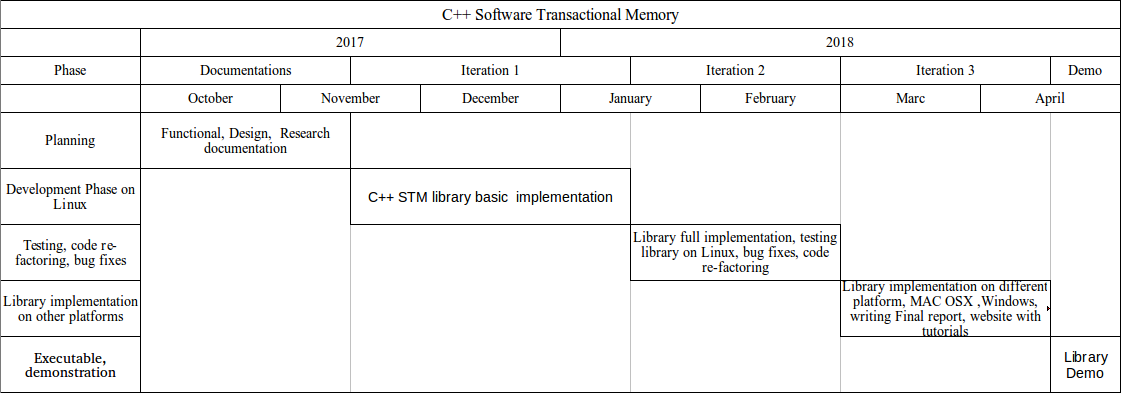 C++ Software Transactional Memory
2017
2018
Phase
Documentations
Iteration 1
Iteration 2
Iteration 3
Demo
October
November
December
January
February
Marc
April
Planning
Functional, Design, Research
documentation
Development Phase on
Linux
C++ STM library basic implementation
Testing, code re-
factoring, bug fixes
Library full implementation, testing
library on Linux, bug fixes, code
re-factoring
Library implementation
on other platforms
Library implementation on different
platform, MAC OSX ,Windows,
writing Final report, website with
tutorials
Executable,
demonstration
Library
Demo